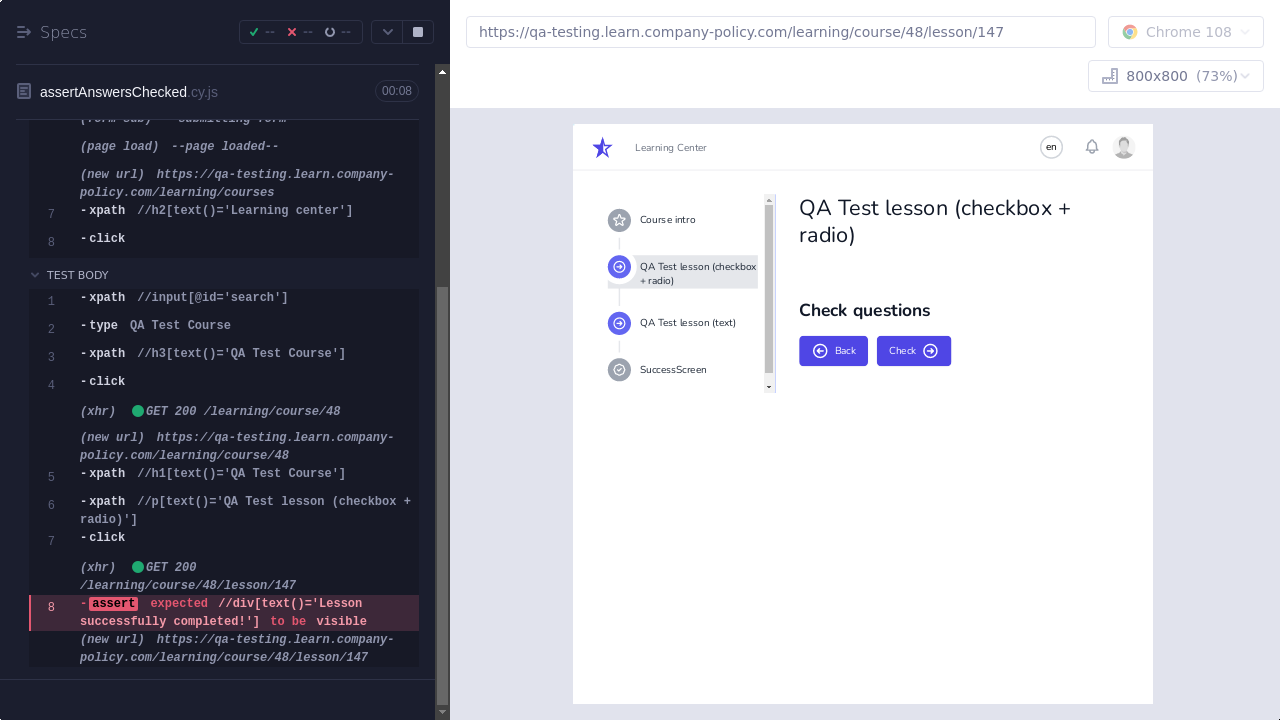 Specs
--
--
--
assertAnswersChecked.cy.js
00:08
(form sub) --submitting form--
(page load) --page loaded--
(new url) https://qa-testing.learn.company-
policy.com/learning/courses
7 -xpath //h2[text()='Learning center']
8 -click
TEST BODY
1 -xpath //input[@id='search']
2 -type QA Test Course
3 -xpath //h3[text()='QA Test Course']
4 -click
(xhr) GET 200 /learning/course/48
(new url) https://qa-testing.learn.company-
policy.com/learning/course/48
5 -xpath //h1[text()='QA Test Course']
6 -xpath //p[text()='QA Test lesson (checkbox +
radio)']
7 -click
(xhr) GET 200
/learning/course/48/lesson/147
8 -assert expected //div[text()='Lesson
successfully completed!'] to be visible
(new url) https://qa-testing.learn.company-
policy.com/learning/course/48/lesson/147
https://qa-testing.learn.company-policy.com/learning/course/48/lesson/147
Chrome 108
800x800 (73%)
Learning Center
en
Course intro
QA Test lesson (checkbox
+ radio)
QA Test lesson (text)
SuccessScreen
QA Test lesson (checkbox +
radio)
Check questions
Back
Check